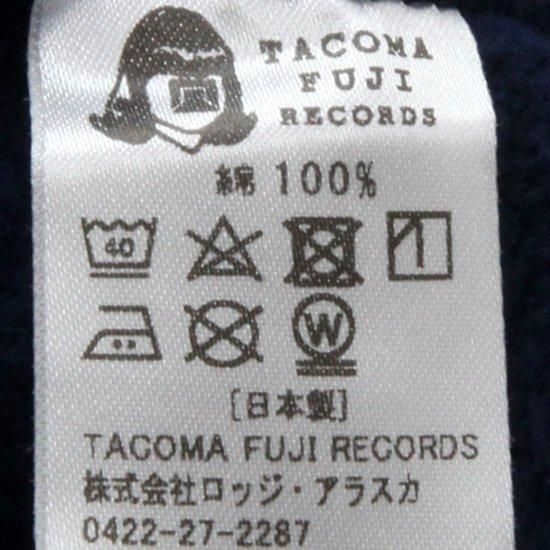 TACOMA
FUJI
RECORDS
綿 100%
40
W
[日本製]
TACOMA FUJI RECORDS
株式会社ロッジ・アラスカ
0422-27-2287